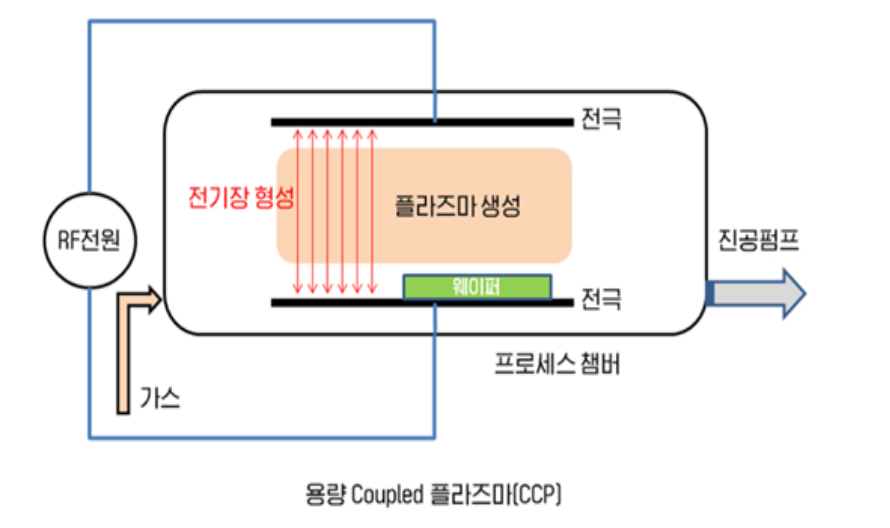 전극
전기장 형성
플라즈마 생성
RF전원
진공펌프
웨이퍼
전극
프로세스 챔버
가스
용량 Coupled 플라즈마(CCP)